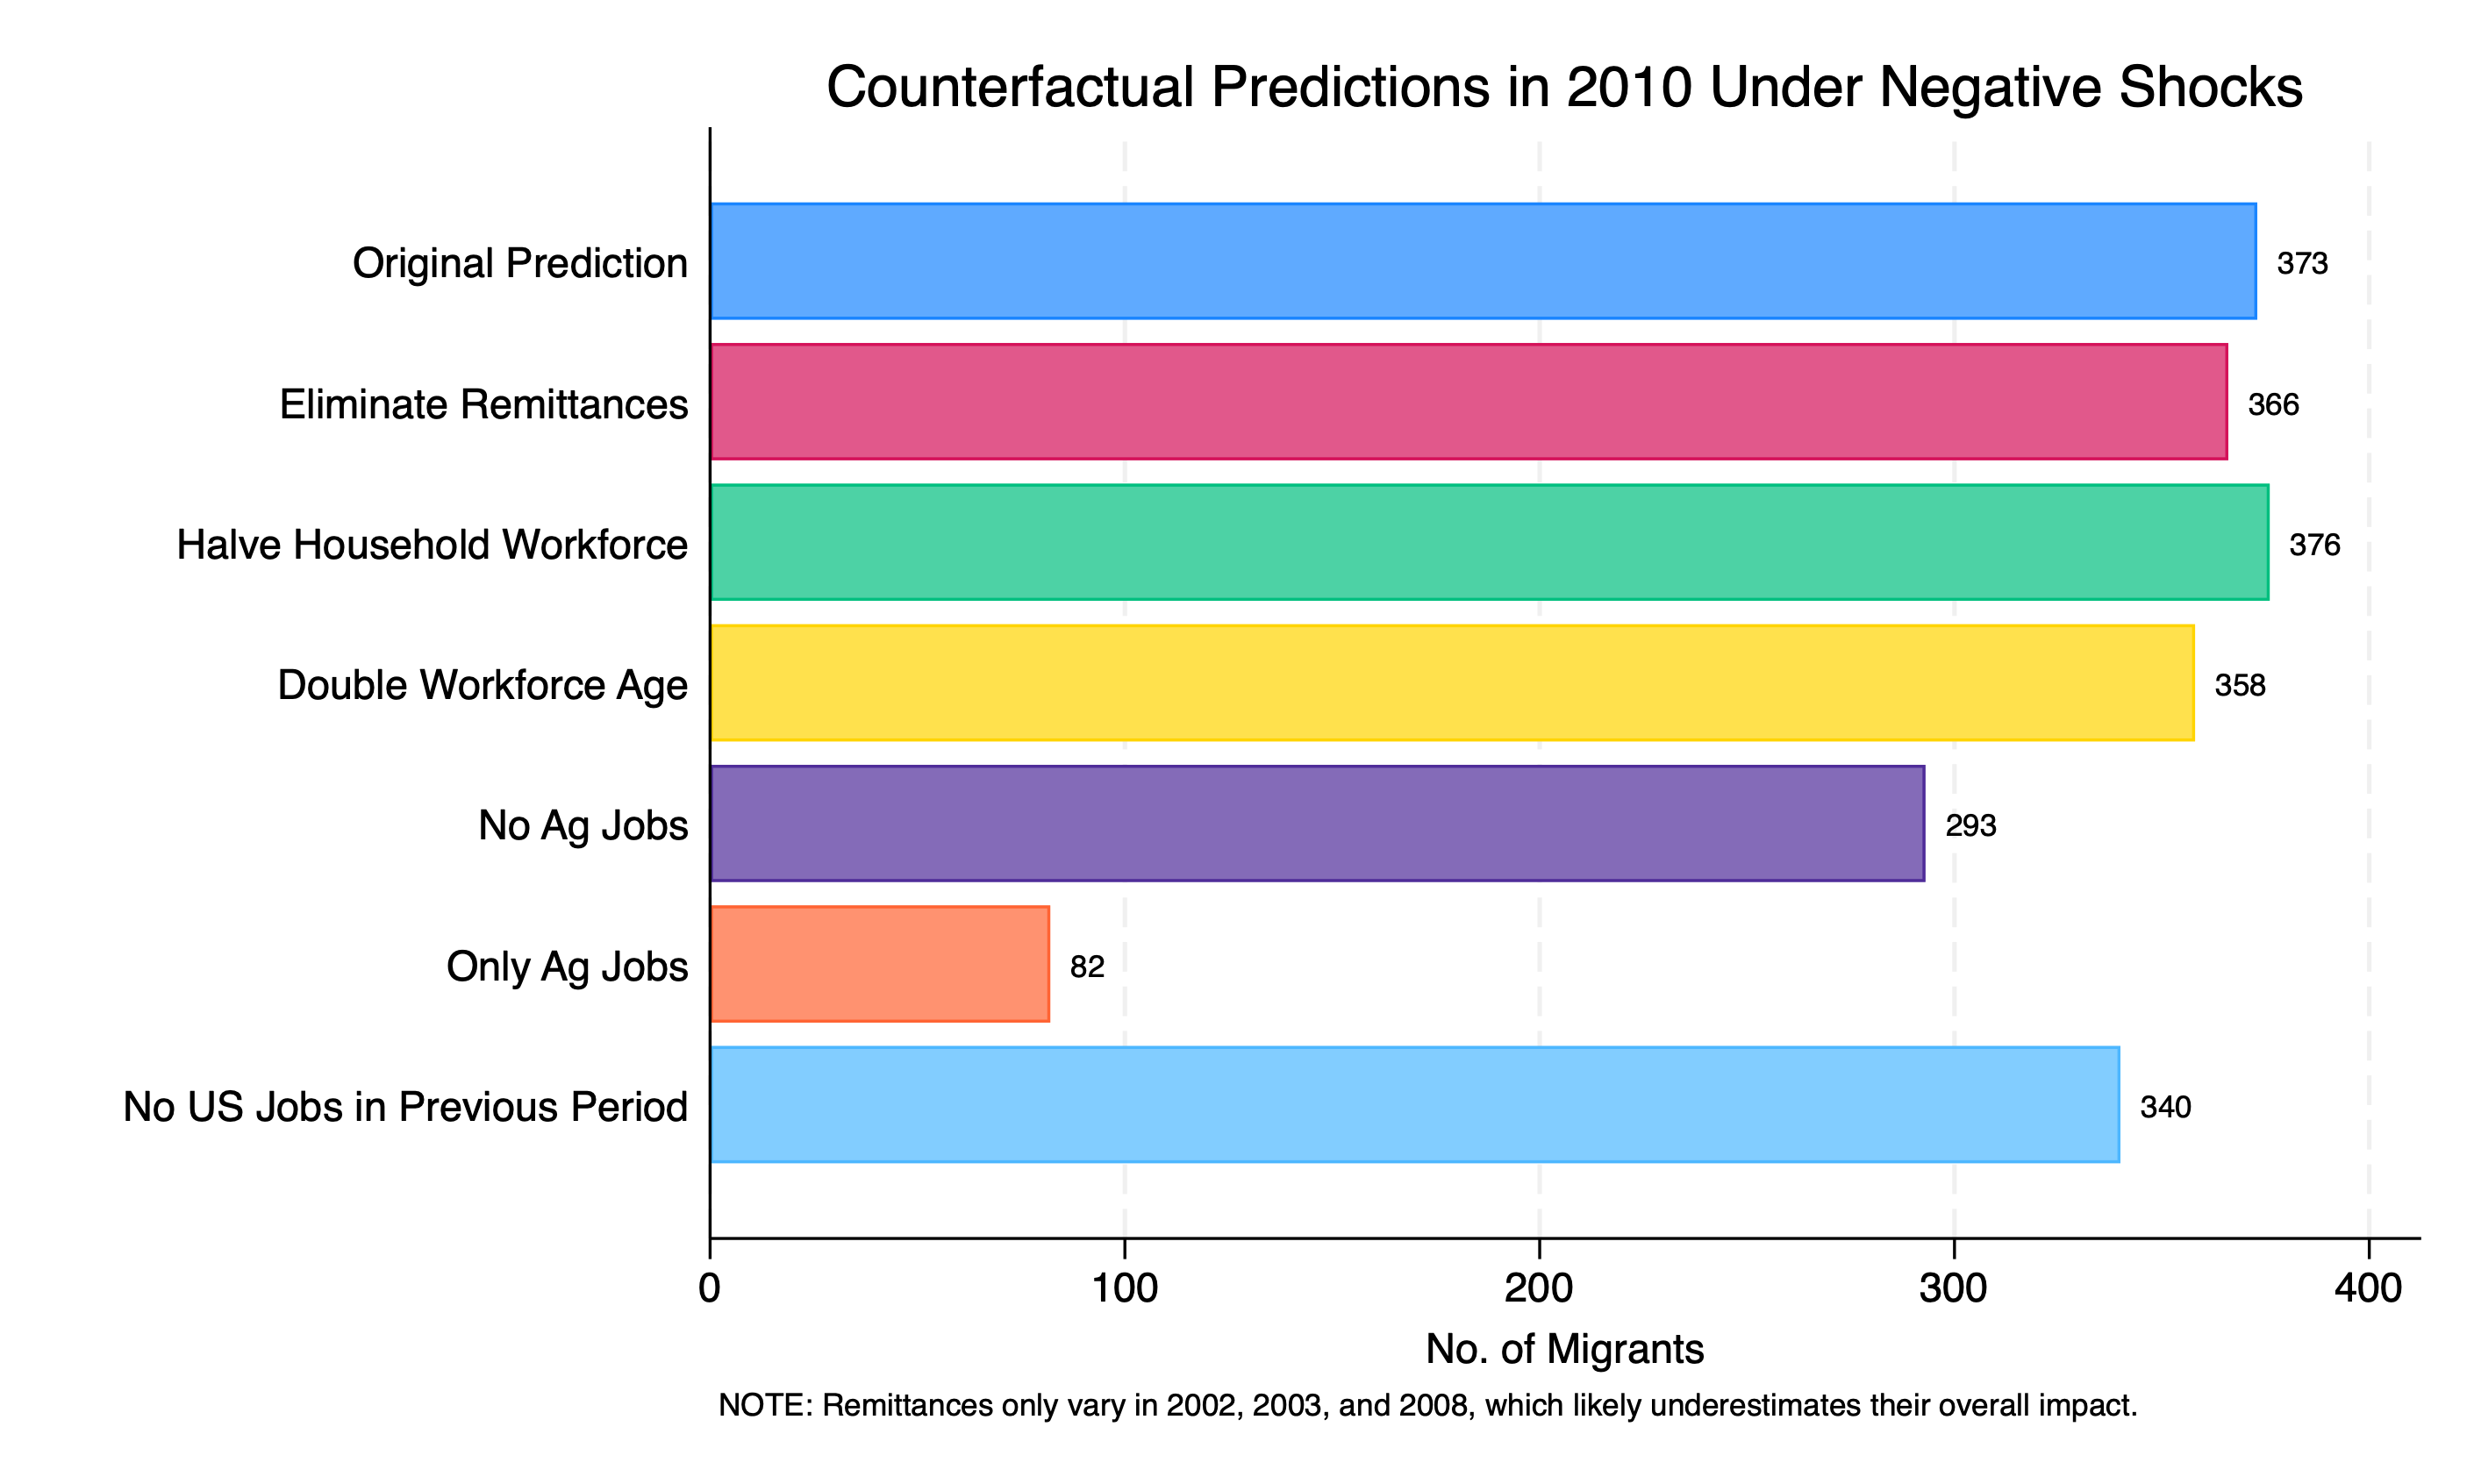 Counterfactual Predictions in 2010 Under Negative Shocks
Original Prediction 373
Eliminate Remittances 366
Halve Household Workforce 376
Double Workforce Age 358
No Ag Jobs 293
Only Ag Jobs 82
No US Jobs in Previous Period 340
0 100 200 300 400
No. of Migrants
NOTE: Remittances only vary in 2002, 2003, and 2008, which likely underestimates their overall impact.